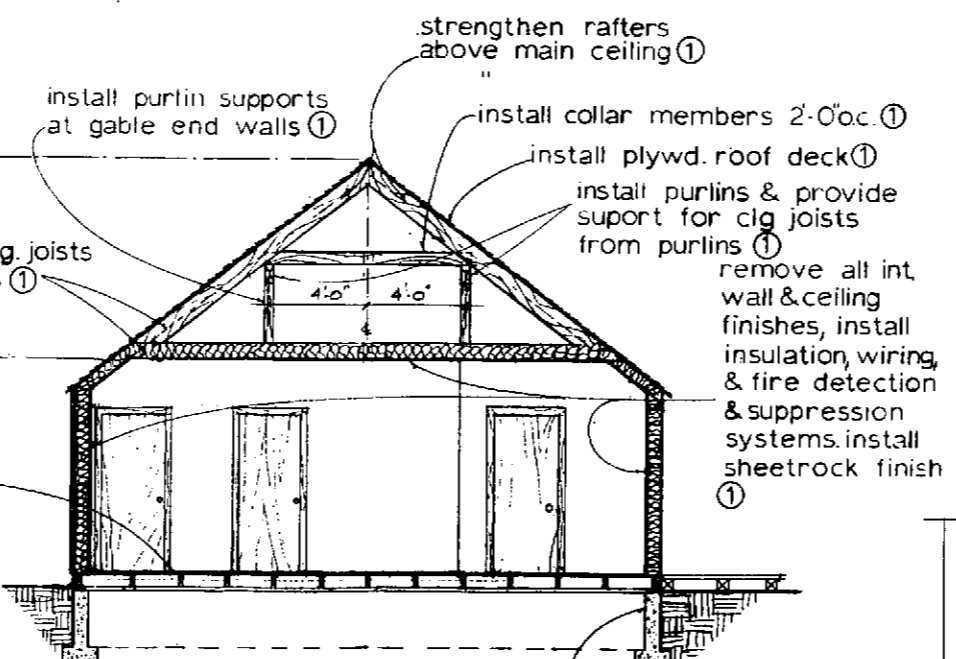 strengthen rafters
above main ceiling ①
"
install purlin supports
at gable end walls ①
install collar members 2'-0"o.c. ①
install plywd. roof deck ①
install purlins & provide
suport for clg joists
from purlins ①
g. joists
①
remove all int.
wall & ceiling
finishes, install
insulation, wiring,
& fire detection
& suppression
systems. install
sheetrock finish
①
4'-0" 4'-0"
℄